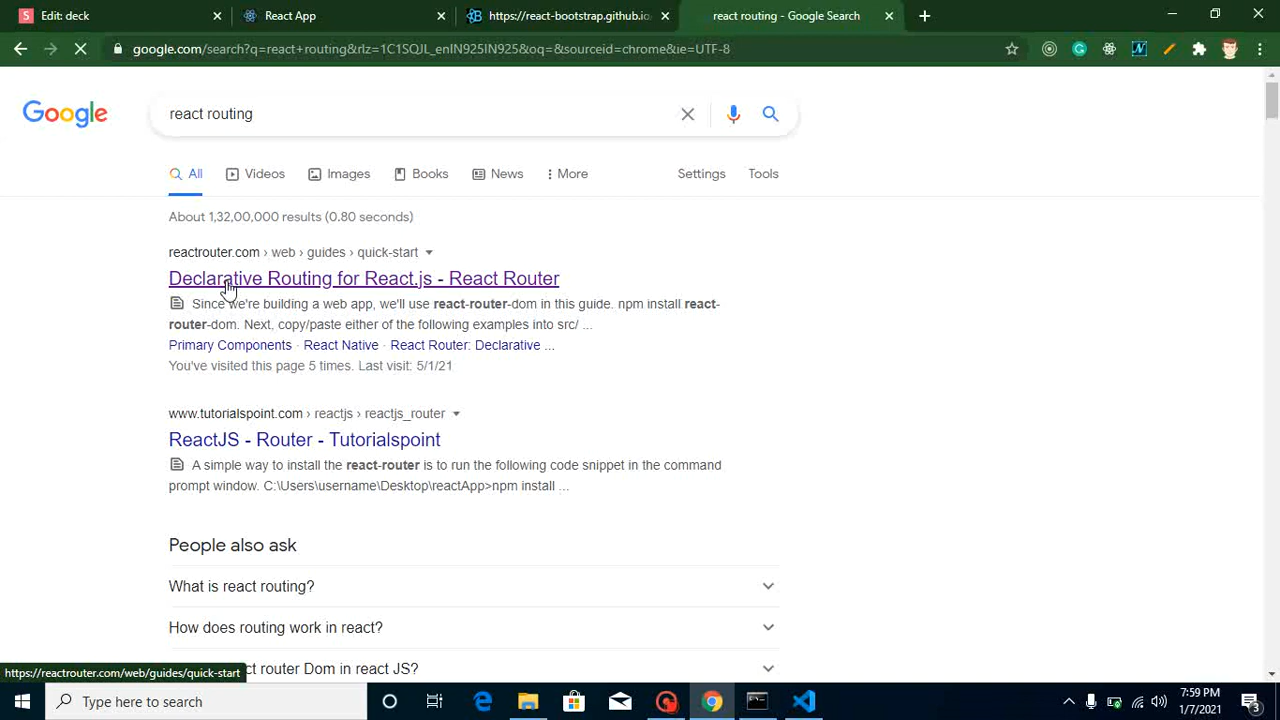 Edit: deck
React App
https://react-bootstrap.github.io
react routing - Google Search
google.com/search?q=react+routing&rlz=1C1SQJL_enIN925IN925&oq=&sourceid=chrome&ie=UTF-8
Google
react routing
All
Videos
Images
Books
News
More
Settings
Tools
About 1,32,00,000 results (0.80 seconds)
reactrouter.com › web › guides › quick-start
Declarative Routing for React.js - React Router
Since we're building a web app, we'll use react-router-dom in this guide. npm install react-
router-dom. Next, copy/paste either of the following examples into src/ ...
Primary Components · React Native · React Router: Declarative ...
You've visited this page 5 times. Last visit: 5/1/21
www.tutorialspoint.com › reactjs › reactjs_router
ReactJS - Router - Tutorialspoint
A simple way to install the react-router is to run the following code snippet in the command
prompt window. C:\Users\username\Desktop\reactApp>npm install ...
People also ask
What is react routing?
How does routing work in react?
router Dom in react JS?
https://reactrouter.com/web/guides/quick-start
Type here to search
7:59 PM
1/7/2021
3